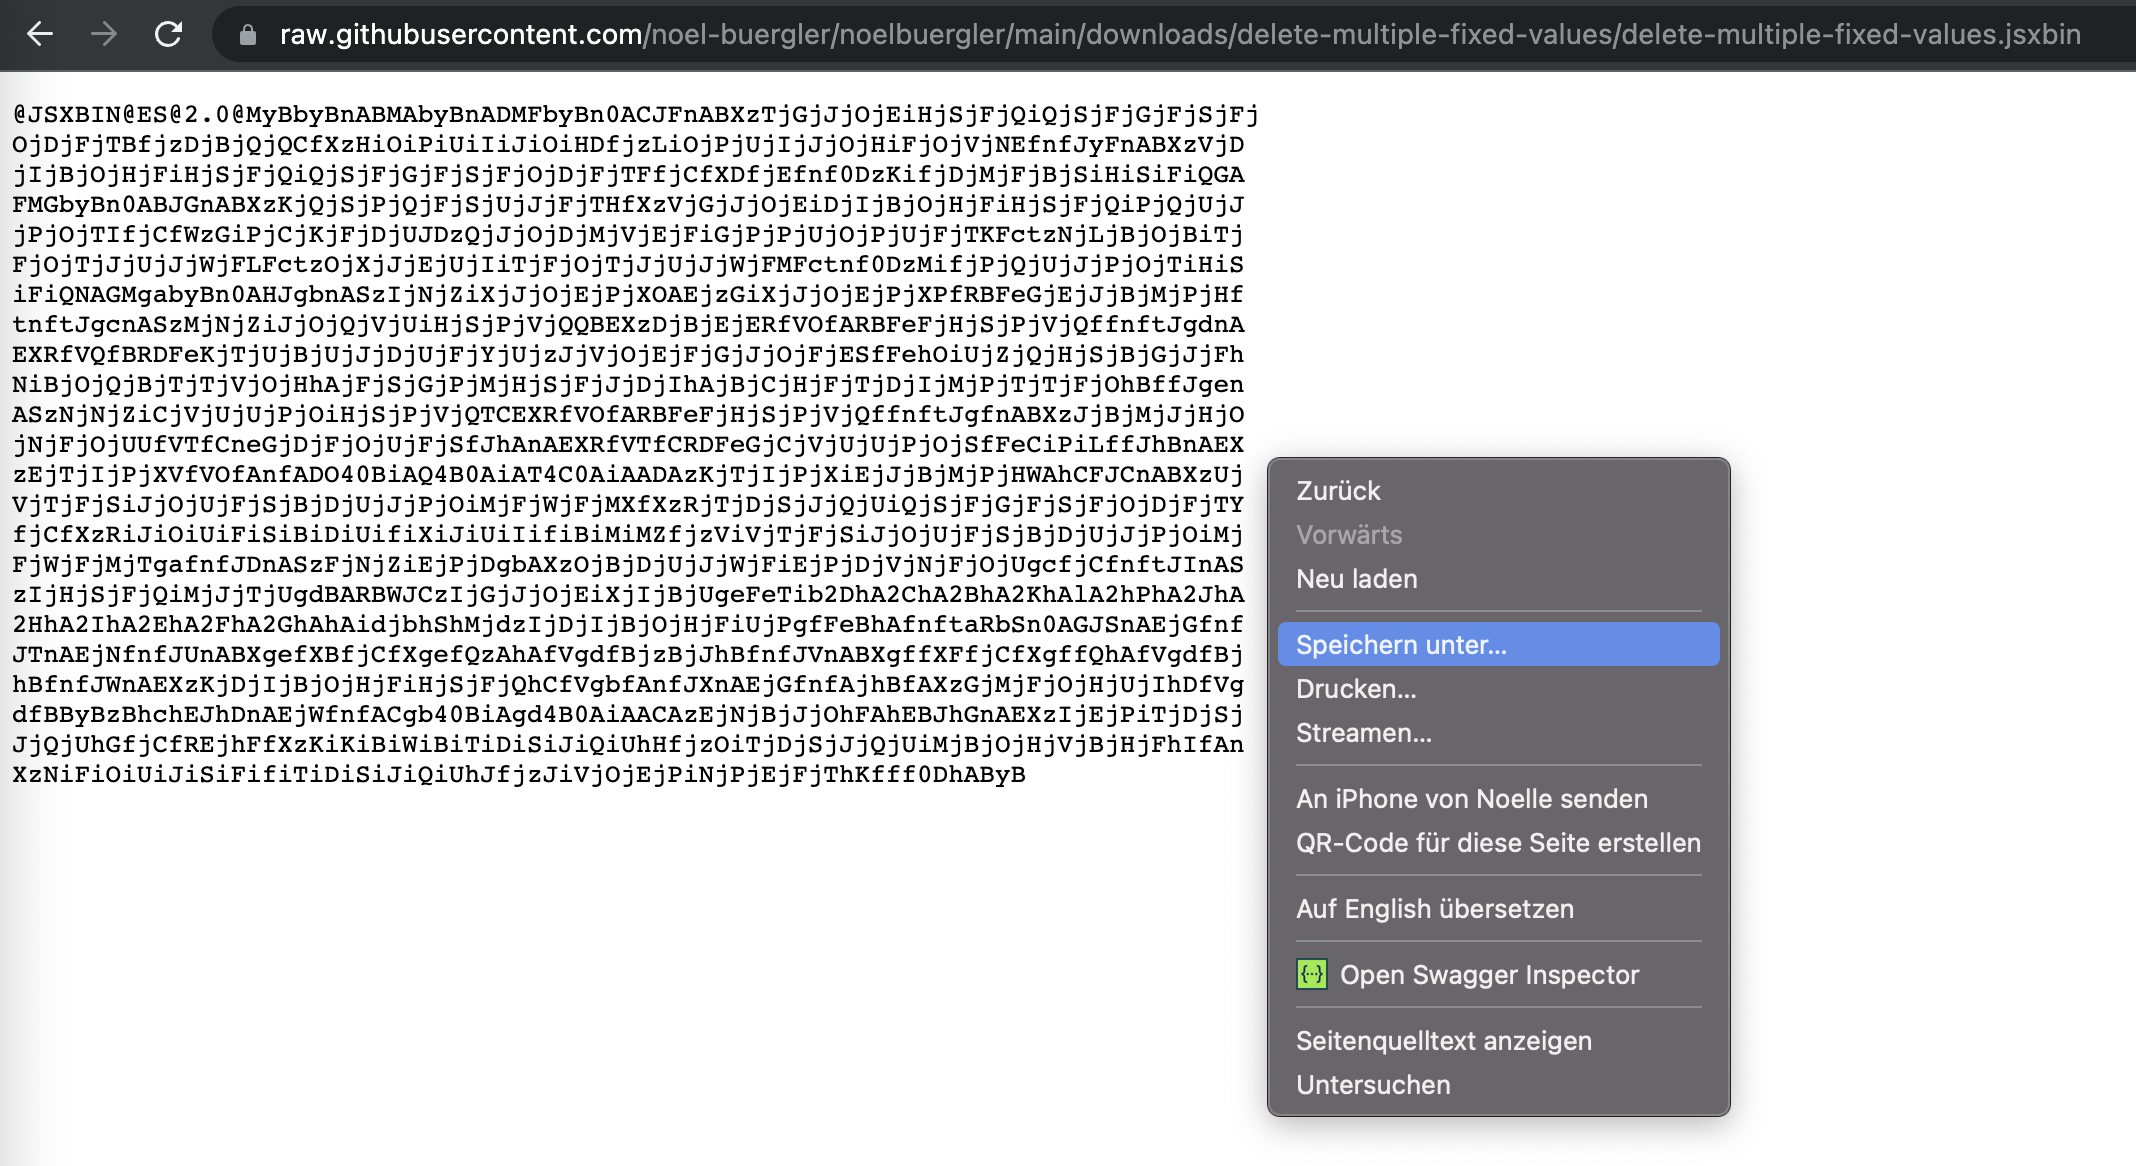 raw.githubusercontent.com/noel-buergler/noelbuergler/main/downloads/delete-multiple-fixed-values/delete-multiple-fixed-values.jsxbin
@JSXBIN@ES@2.0@MyBbyBnABMAbyBnADMFbyBn0ACJFnABXzTjGjJjOjEiHjSjFjQiQjSjFjGjFjSjFj
OjDjFjTBfjzDjBjQjQCfXzHiOiPiUiIiJiOiHDfjzLiOjPjUjIjJjOjHiFjOjVjNEfnfJyFnABXzVjD
jIjBjOjHjFiHjSjFjQiQjSjFjGjFjSjFjOjDjFjTFfjCfXDfjEfnf0DzKifjDjMjFjBjSiHiSiFiQGA
FMGbyBn0ABJGnABXzKjQjSjPjQjFjSjUjJjFjTHfXzVjGjJjOjEiDjIjBjOjHjFiHjSjFjQiPjQjUjJ
jPjOjTIfjCfWzGiPjCjKjFjDjUJDzQjJjOjDjMjVjEjFiGjPjPjUjOjPjUjFjTKFctzNjLjBjOjBiTj
FjOjTjJjUjJjWjFLFctzOjXjJjEjUjIiTjFjOjTjJjUjJjWjFMFctnf0DzMifjPjQjUjJjPjOjTiHiS
iFiQNAGMgabyBn0AHJgbnASzIjNjZiXjJjOjEjPjXOAEjzGiXjJjOjEjPjXPfRBFeGjEjJjBjMjPjHf
tnftJgcnASzMjNjZiJjOjQjVjUiHjSjPjVjQQBEXzDjBjEjERfVOfARBFeFjHjSjPjVjQffnftJgdnA
EXRfVQfBRDFeKjTjUjBjUjJjDjUjFjYjUjzJjVjOjEjFjGjJjOjFjESfFehOiUjZjQjHjSjBjGjJjFh
NiBjOjQjBjTjTjVjOjHhAjFjSjGjPjMjHjSjFjJjDjIhAjBjCjHjFjTjDjIjMjPjTjTjFjOhBffJgen
ASzNjNjZiCjVjUjUjPjOiHjSjPjVjQTCEXRfVOfARBFeFjHjSjPjVjQffnftJgfnABXzJjBjMjJjHjO
jNjFjOjUUfVTfCneGjDjFjOjUjFjSfJhAnAEXRfVTfCRDFeGjCjVjUjUjPjOjSfFeCiPiLffJhBnAEX
zEjTjIjPjXVfVOfAnfADO40BiAQ4B0AiAT4C0AiAADAzKjTjIjPjXiEjJjBjMjPjHWAhCFJCnABXzUj
VjTjFjSiJjOjUjFjSjBjDjUjJjPjOiMjFjWjFjMXfXzRjTjDjSjJjQjUiQjSjFjGjFjSjFjOjDjFjTY
fjCfXzRiJiOiUiFiSiBiDiUifiXiJiUiIifiBiMiMZfjzViVjTjFjSiJjOjUjFjSjBjDjUjJjPjOiMj
FjWjFjMjTgafnfJDnASzFjNjZiEjPjDgbAXzOjBjDjUjJjWjFiEjPjDjVjNjFjOjUgcfjCfnftJInAS
zIjHjSjFjQiMjJjTjUgdBARBWJCzIjGjJjOjEiXjIjBjUgeFeTib2DhA2ChA2BhA2KhAlA2hPhA2JhA
2HhA2IhA2EhA2FhA2GhAhAidjbhShMjdzIjDjIjBjOjHjFiUjPgfFeBhAfnftaRbSn0AGJSnAEjGfnf
JTnAEjNfnfJUnABXgefXBfjCfXgefQzAhAfVgdfBjzBjJhBfnfJVnABXgffXFfjCfXgffQhAfVgdfBj
hBfnfJWnAEXzKjDjIjBjOjHjFiHjSjFjQhCfVgbfAnfJXnAEjGfnfAjhBfAXzGjMjFjOjHjUjIhDfVg
dfBByBzBhchEJhDnAEjWfnfACgb40BiAgd4B0AiAACAzEjNjBjJjOhFAhEBJhGnAEXzIjEjPiTjDjSj
JjQjUhGfjCfREjhFfXzKiKiBiWiBiTiDiSiJiQiUhHfjzOiTjDjSjJjQjUiMjBjOjHjVjBjHjFhIfAn
XzNiFiOiUiJiSiFifiTiDiSiJiQiUhJfjzJiVjOjEjPiNjPjEjFjThKfff0DhAByB
Zurück
Vorwärts
Neu laden
Speichern unter...
Drucken...
Streamen...
An iPhone von Noelle senden
QR-Code für diese Seite erstellen
Auf English übersetzen
{···} Open Swagger Inspector
Seitenquelltext anzeigen
Untersuchen